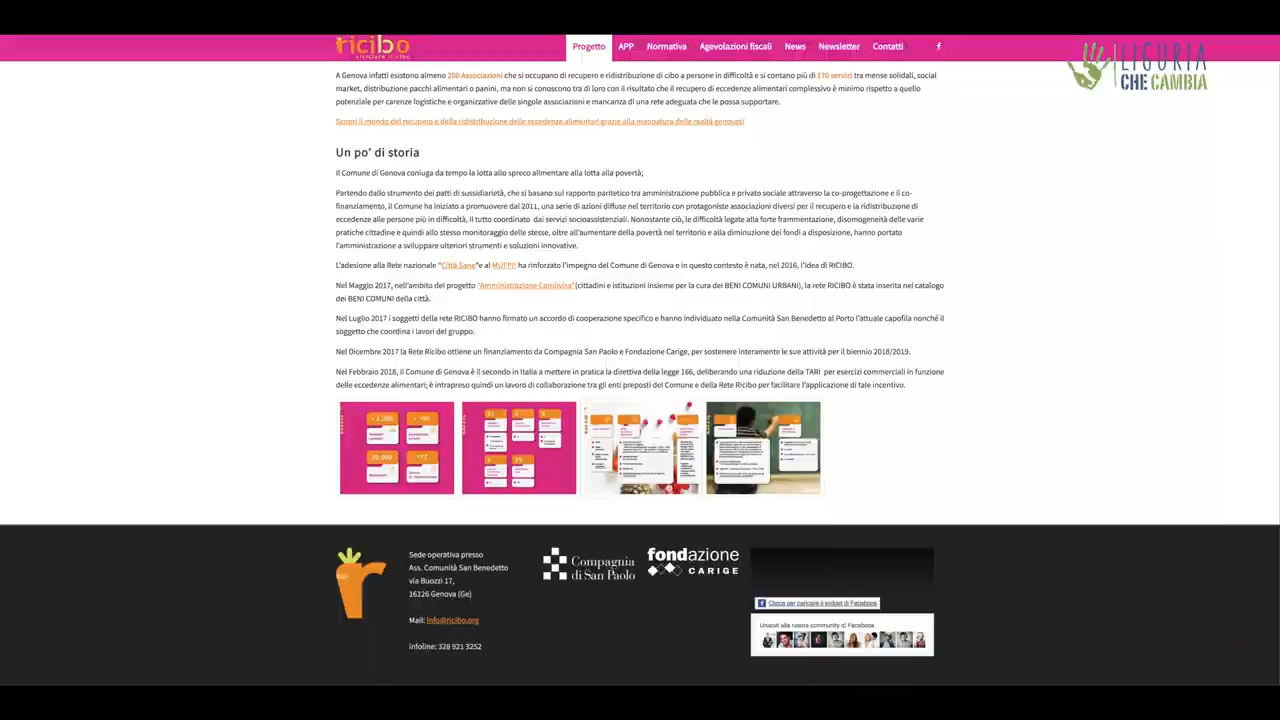 ricibo
Progetto APP Normativa Agevolazioni fiscali News Newsletter Contatti
LIGURIA
CHE CAMBIA
A Genova infatti esistono almeno 200 Associazioni che si occupano di recupero e ridistribuzione di cibo a persone in difficoltà e si contano più di 170 servizi tra mense solidali, social
market, distribuzione pacchi alimentari o panini, ma non si conoscono tra di loro con il risultato che il recupero di eccedenze alimentari complessivo è minimo rispetto a quello
potenziale per carenze logistiche e organizzative delle singole associazioni e mancanza di una rete adeguata che le possa supportare.
Scopri il mondo del recupero e della ridistribuzione delle eccedenze alimentari grazie alla mappatura delle realtà genovesi
Un po' di storia
Il Comune di Genova coniuga da tempo la lotta allo spreco alimentare alla lotta alla povertà;
Partendo dallo strumento dei patti di sussidiarietà, che si basano sul rapporto paritetico tra amministrazione pubblica e privato sociale attraverso la co-progettazione e il co-
finanziamento, il Comune ha iniziato a promuovere dal 2011, una serie di azioni diffuse nel territorio con protagoniste associazioni diversi per il recupero e la ridistribuzione di
eccedenze alle persone più in difficoltà, il tutto coordinato dai servizi socioassistenziali. Nonostante ciò, le difficoltà legate alla forte frammentazione, disomogeneità delle varie
pratiche cittadine e quindi allo stesso monitoraggio delle stesse, oltre all'aumentare della povertà nel territorio e alla diminuzione dei fondi a disposizione, hanno portato
l'amministrazione a sviluppare ulteriori strumenti e soluzioni innovative.
L'adesione alla Rete nazionale "Città Sane"e al MUFPP ha rinforzato l'impegno del Comune di Genova e in questo contesto è nata, nel 2016, l'idea di RICIBO.
Nel Maggio 2017, nell'ambito del progetto "Amministrazione Condivisa"(cittadini e istituzioni insieme per la cura dei BENI COMUNI URBANI), la rete RICIBO è stata inserita nel catalogo
dei BENI COMUNI della città.
Nel Luglio 2017 i soggetti della rete RICIBO hanno firmato un accordo di cooperazione specifico e hanno individuato nella Comunità San Benedetto al Porto l'attuale capofila nonché il
soggetto che coordina i lavori del gruppo.
Nel Dicembre 2017 la Rete Ricibo ottiene un finanziamento da Compagnia San Paolo e Fondazione Carige, per sostenere interamente le sue attività per il biennio 2018/2019.
Nel Febbraio 2018, il Comune di Genova è il secondo in Italia a mettere in pratica la direttiva della legge 166, deliberando una riduzione della TARI per esercizi commerciali in funzione
delle eccedenze alimentari; è intrapreso quindi un lavoro di collaborazione tra gli enti preposti del Comune e della Rete Ricibo per facilitare l'applicazione di tale incentivo.
20.000
Sede operativa presso
Ass. Comunità San Benedetto
via Buozzi 17,
16126 Genova (Ge)
Mail: info@ricibo.org
Infoline: 328 921 3252
Compagnia
di San Paolo
fondazione
CARIGE
Clicca per caricare il widget di Facebook
Unisciti alla nostra community di Facebook